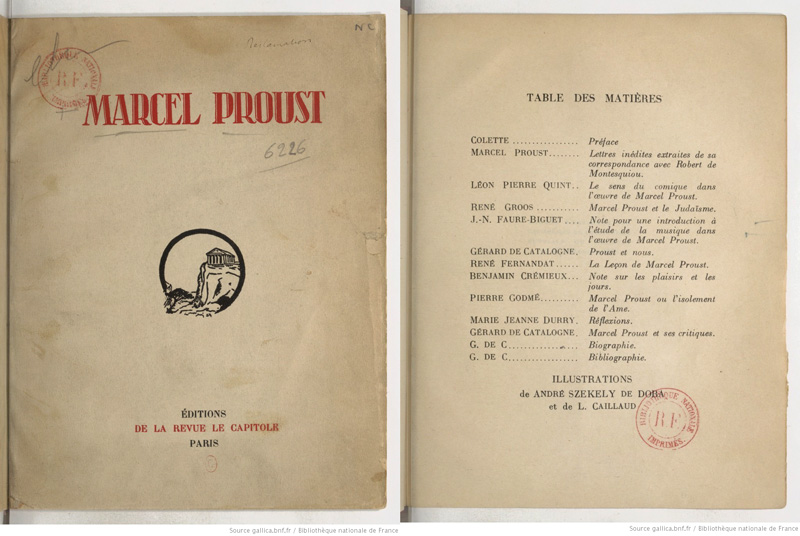 N C
BIBLIOTHÈQUE NATIONALE
R F
IMPRIMÉS
MARCEL PROUST
6226
ÉDITIONS
DE LA REVUE LE CAPITOLE
PARIS
Source gallica.bnf.fr / Bibliothèque nationale de France
TABLE DES MATIÈRES
COLETTE ................. Préface
MARCEL PROUST........ Lettres inédites extraites de sa
correspondance avec Robert de
Montesquiou.
LÉON PIERRE QUINT.. Le sens du comique dans
l'œuvre de Marcel Proust.
RENÉ GROOS ........... Marcel Proust et le Judaïsme.
J.-N. FAURE-BIGUET .... Note pour une introduction à
l'étude de la musique dans
l'œuvre de Marcel Proust.
GÉRARD DE CATALOGNE. Proust et nous.
RENÉ FERNANDAT...... La Leçon de Marcel Proust.
BENJAMIN CRÉMIEUX... Note sur les plaisirs et les
jours.
PIERRE GODMÉ.......... Marcel Proust ou l'isolement
de l'Ame.
MARIE JEANNE DURRY. Réflexions.
GÉRARD DE CATALOGNE. Marcel Proust et ses critiques.
G. DE C.................. Biographie.
G. DE C.................. Bibliographie.
ILLUSTRATIONS
de ANDRÉ SZEKELY DE DOBA
et de L. CAILLAUD
BIBLIOTHÈQUE NATIONALE
R F
IMPRIMÉS
Source gallica.bnf.fr / Bibliothèque nationale de France